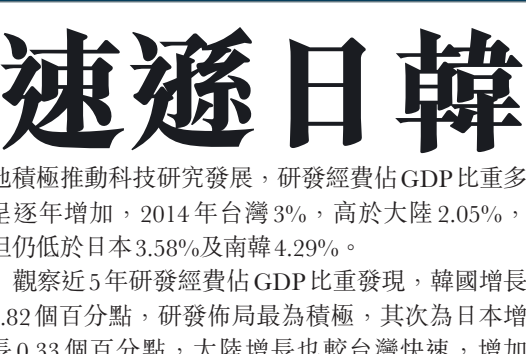 速遜日韓
地積極推動科技研究發展，研發經費佔GDP比重多
呈逐年增加，2014年台灣3%，高於大陸2.05%，
但仍低於日本3.58%及南韓4.29%。
觀察近5年研發經費佔GDP比重發現，韓國增長
.82個百分點，研發佈局最為積極，其次為日本增
長0.33個百分點，大陸增長也較台灣快速，增加